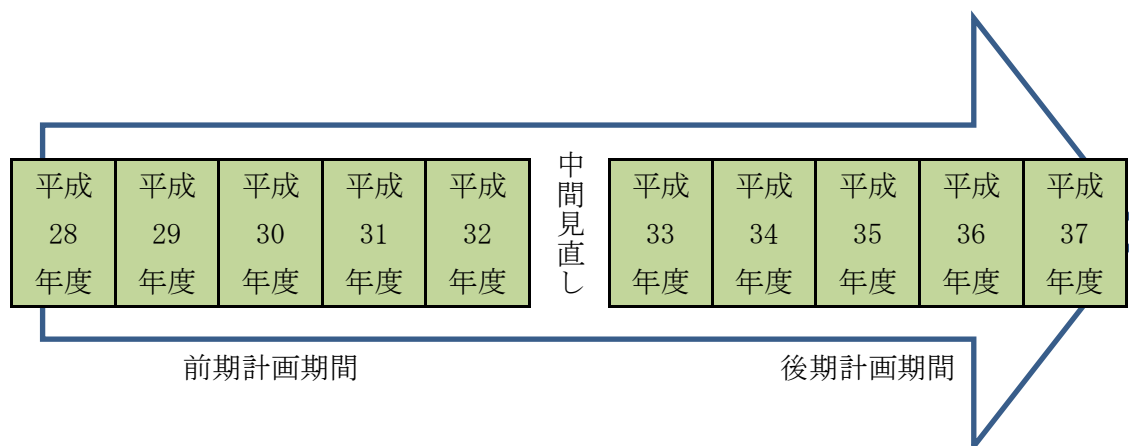 平成
28
年度
平成
29
年度
平成
30
年度
平成
31
年度
平成
32
年度
中間見直し
平成
33
年度
平成
34
年度
平成
35
年度
平成
36
年度
平成
37
年度
前期計画期間
後期計画期間